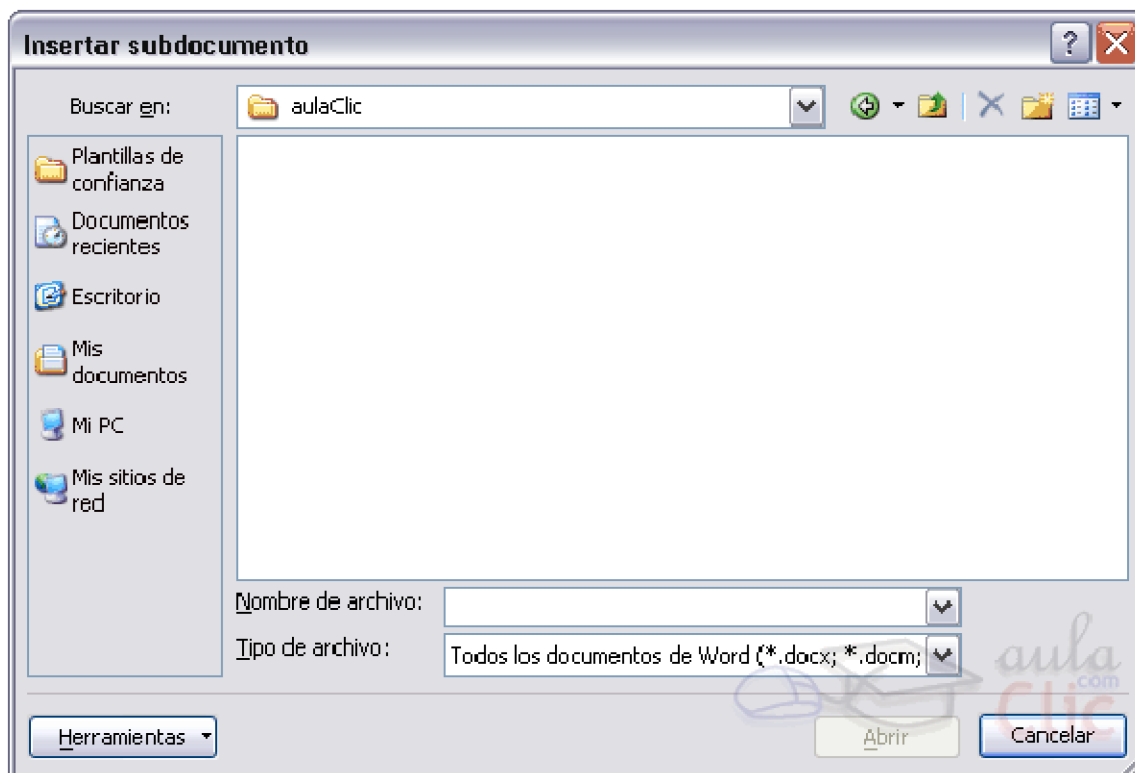 Insertar subdocumento
?
Buscar en:
aulaClic
Plantillas de
confianza
Documentos
recientes
Escritorio
Mis
documentos
Mi PC
Mis sitios de
red
Nombre de archivo:
Tipo de archivo:
Todos los documentos de Word (*.docx; *.docm;
Herramientas
Abrir
Cancelar
aula
.com
Clic